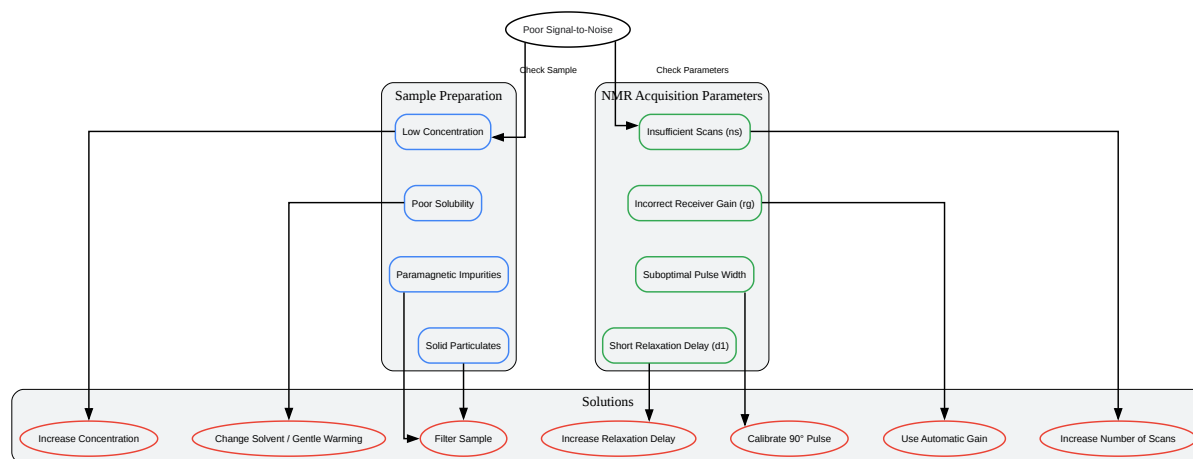 Poor Signal-to-Noise
Check Sample
Check Parameters
Sample Preparation
NMR Acquisition Parameters
Low Concentration
Insufficient Scans (ns)
Poor Solubility
Incorrect Receiver Gain (rg)
Paramagnetic Impurities
Suboptimal Pulse Width
Solid Particulates
Short Relaxation Delay (d1)
Solutions
Increase Concentration
Change Solvent / Gentle Warming
Filter Sample
Increase Relaxation Delay
Calibrate 90° Pulse
Use Automatic Gain
Increase Number of Scans